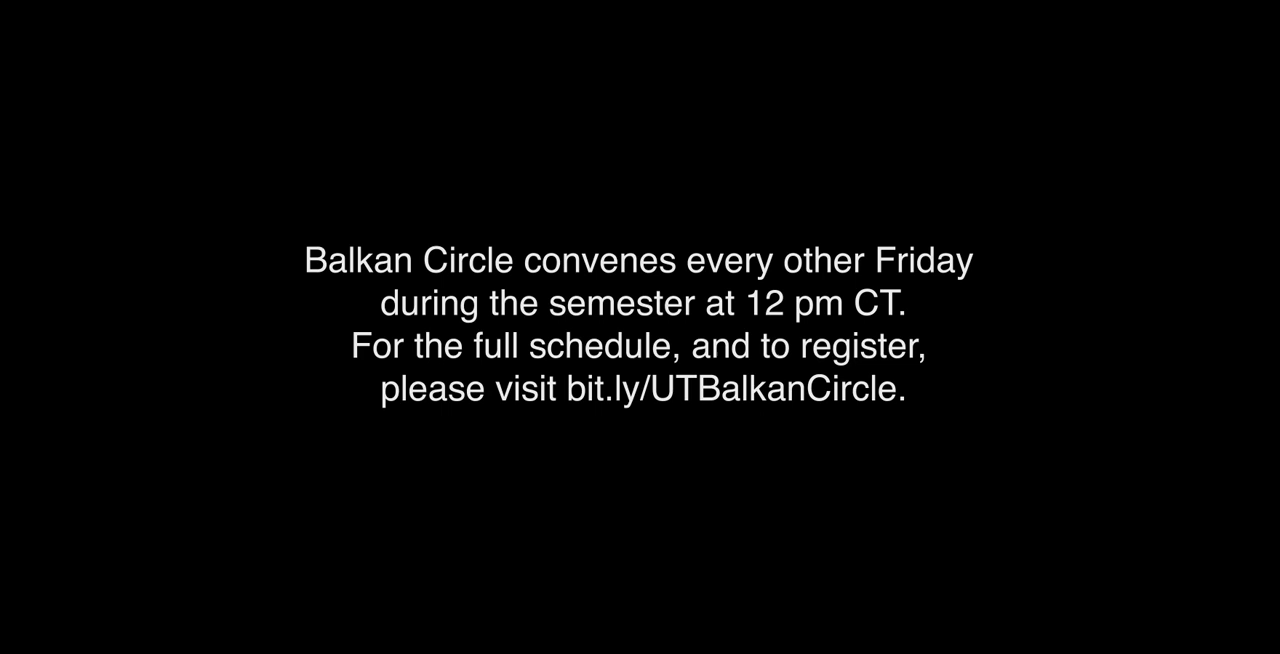 Balkan Circle convenes every other Friday
during the semester at 12 pm CT.
For the full schedule, and to register,
please visit bit.ly/UTBalkanCircle.